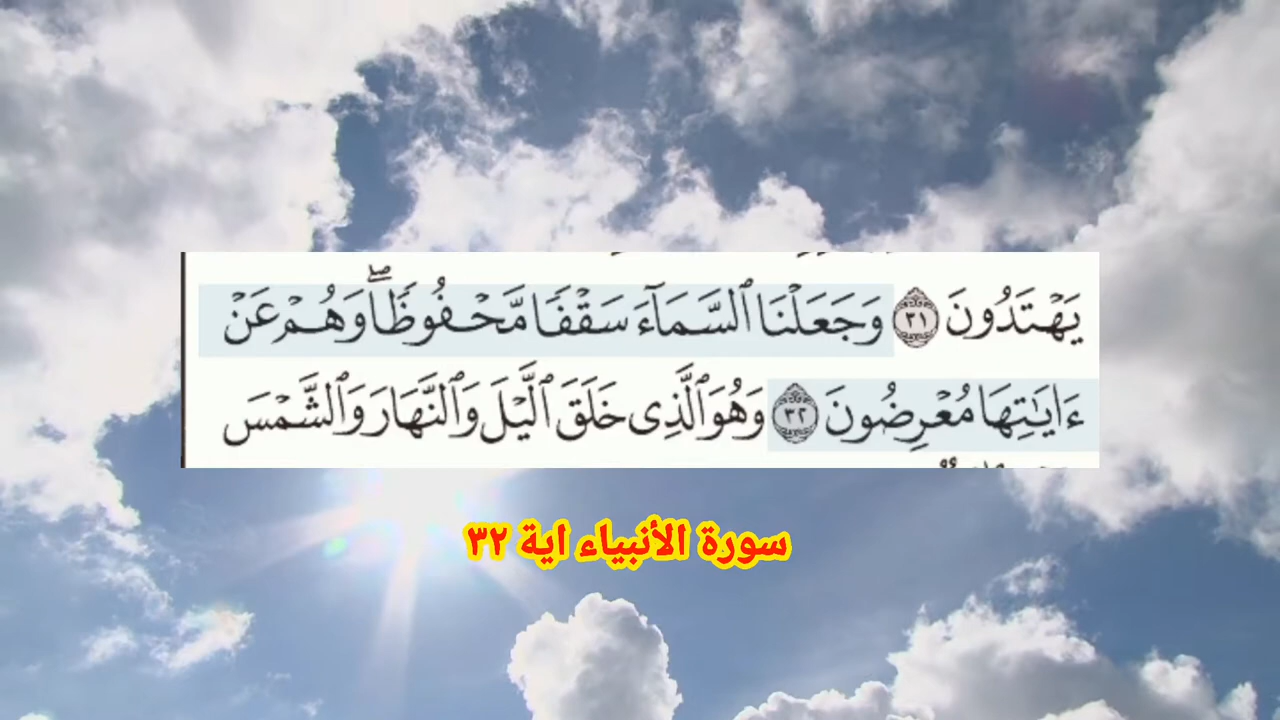 يَهْتَدُونَ ٣١ وَجَعَلْنَا ٱلسَّمَآءَ سَقْفًا مَّحْفُوظًا ۖ وَهُمْ عَنْ
ءَايَٰتِهَا مُعْرِضُونَ ٣٢ وَهُوَ ٱلَّذِى خَلَقَ ٱلَّيْلَ وَٱلنَّهَارَ وَٱلشَّمْسَ
سورة الأنبياء اية ٣٢